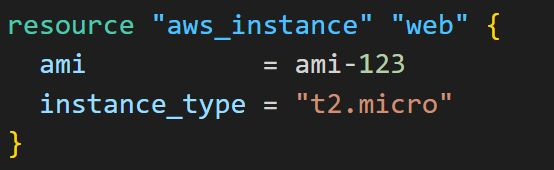 resource "aws_instance" "web" {
  ami           = ami-123
  instance_type = "t2.micro"
}